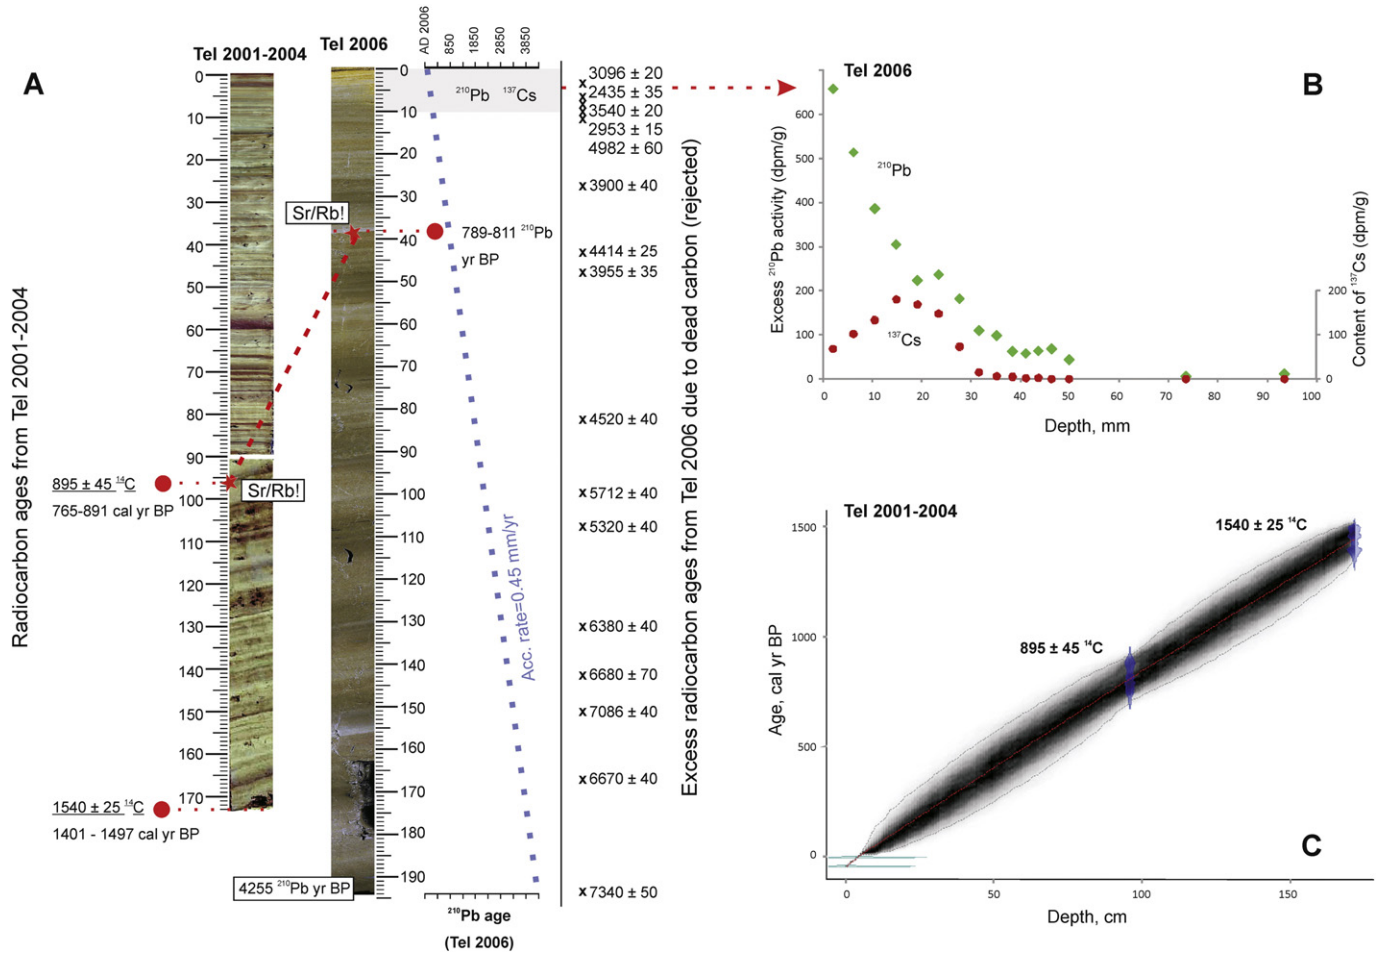 A
Tel 2001-2004
Tel 2006
AD 2006
850
1850
2850
3850
Radiocarbon ages from Tel 2001-2004
0
10
20
30
40
50
60
70
80
90
100
110
120
130
140
150
160
170
0
10
20
30
40
50
60
70
80
90
100
110
120
130
140
150
160
170
180
190
210Pb 137Cs
Sr/Rb!
Sr/Rb!
789-811 210Pb
yr BP
895 ± 45 14C
765-891 cal yr BP
1540 ± 25 14C
1401 - 1497 cal yr BP
4255 210Pb yr BP
Acc. rate=0.45 mm/yr
210Pb age
(Tel 2006)
3096 ± 20
x 2435 ± 35
x
x 3540 ± 20
x
x 2953 ± 15
4982 ± 60
x 3900 ± 40
x 4414 ± 25
x 3955 ± 35
x 4520 ± 40
x 5712 ± 40
x 5320 ± 40
x 6380 ± 40
x 6680 ± 70
x 7086 ± 40
x 6670 ± 40
x 7340 ± 50
Excess radiocarbon ages from Tel 2006 due to dead carbon (rejected)
Tel 2006
B
Excess 210Pb activity (dpm/g)
600
500
400
300
200
100
0
210Pb
137Cs
200
100
0
Content of 137Cs (dpm/g)
0
10
20
30
40
50
60
70
80
90
100
Depth, mm
Tel 2001-2004
C
Age, cal yr BP
1500
1000
500
0
1540 ± 25 14C
895 ± 45 14C
0
50
100
150
Depth, cm